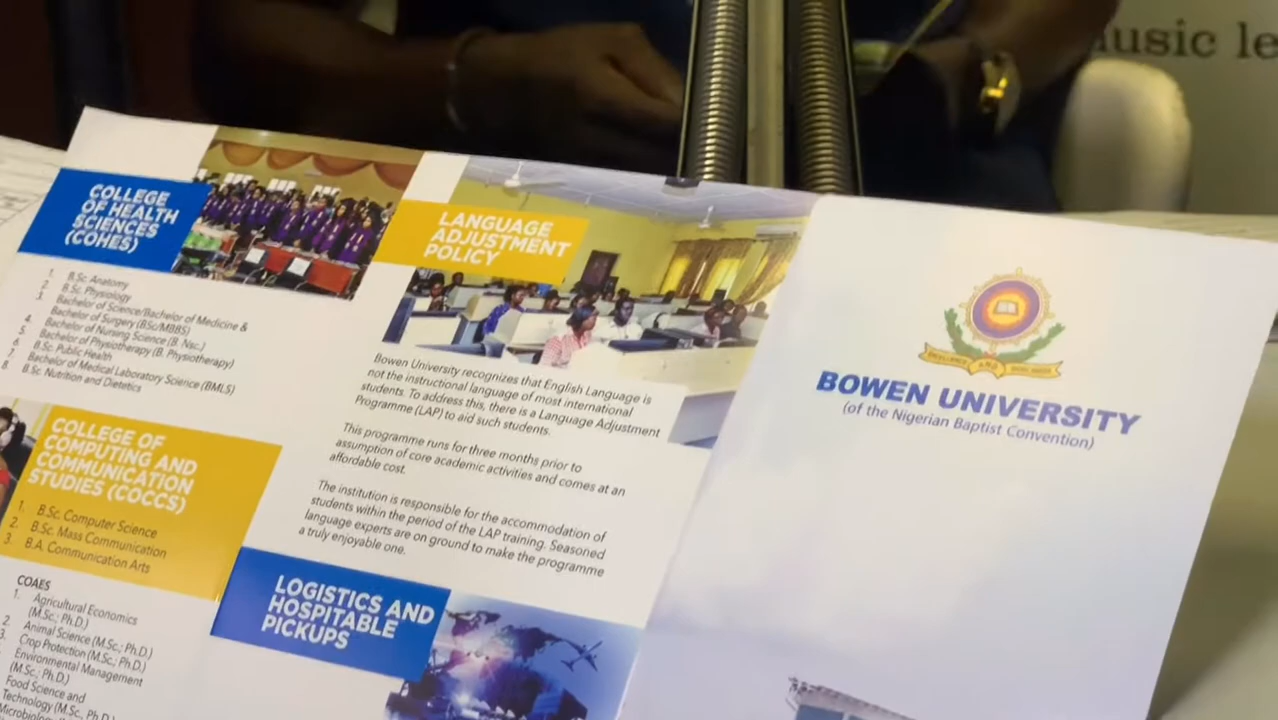 usic le
COLLEGE
OF HEALTH
SCIENCES
(COHES)
1. B.Sc. Anatomy
2. B.Sc. Physiology
3. Bachelor of Science/Bachelor of Medicine &
Bachelor of Surgery (BSc/MBBS)
4. Bachelor of Nursing Science (B. Nsc.)
5. Bachelor of Physiotherapy (B. Physiotherapy)
6. B.Sc. Public Health
7. Bachelor of Medical Laboratory Science (BMLS)
8. B.Sc. Nutrition and Dietetics
COLLEGE OF
COMPUTING AND
COMMUNICATION
STUDIES (COCCS)
1. B.Sc. Computer Science
2. B.Sc. Mass Communication
3. B.A. Communication Arts
COAES
1. Agricultural Economics
(M.Sc.; Ph.D.)
2. Animal Science (M.Sc.; Ph.D.)
3. Crop Protection (M.Sc.; Ph.D.)
Environmental Management
(M.Sc.; Ph.D.)
Food Science and
Technology (M.Sc., Ph.D.)
LANGUAGE
ADJUSTMENT
POLICY
Bowen University recognizes that English Language is
not the instructional language of most international
students. To address this, there is a Language Adjustment
Programme (LAP) to aid such students.
This programme runs for three months prior to
assumption of core academic activities and comes at an
affordable cost.
The institution is responsible for the accommodation of
students within the period of the LAP training. Seasoned
language experts are on ground to make the programme
a truly enjoyable one.
LOGISTICS AND
HOSPITABLE
PICKUPS
BOWEN UNIVERSITY
(of the Nigerian Baptist Convention)